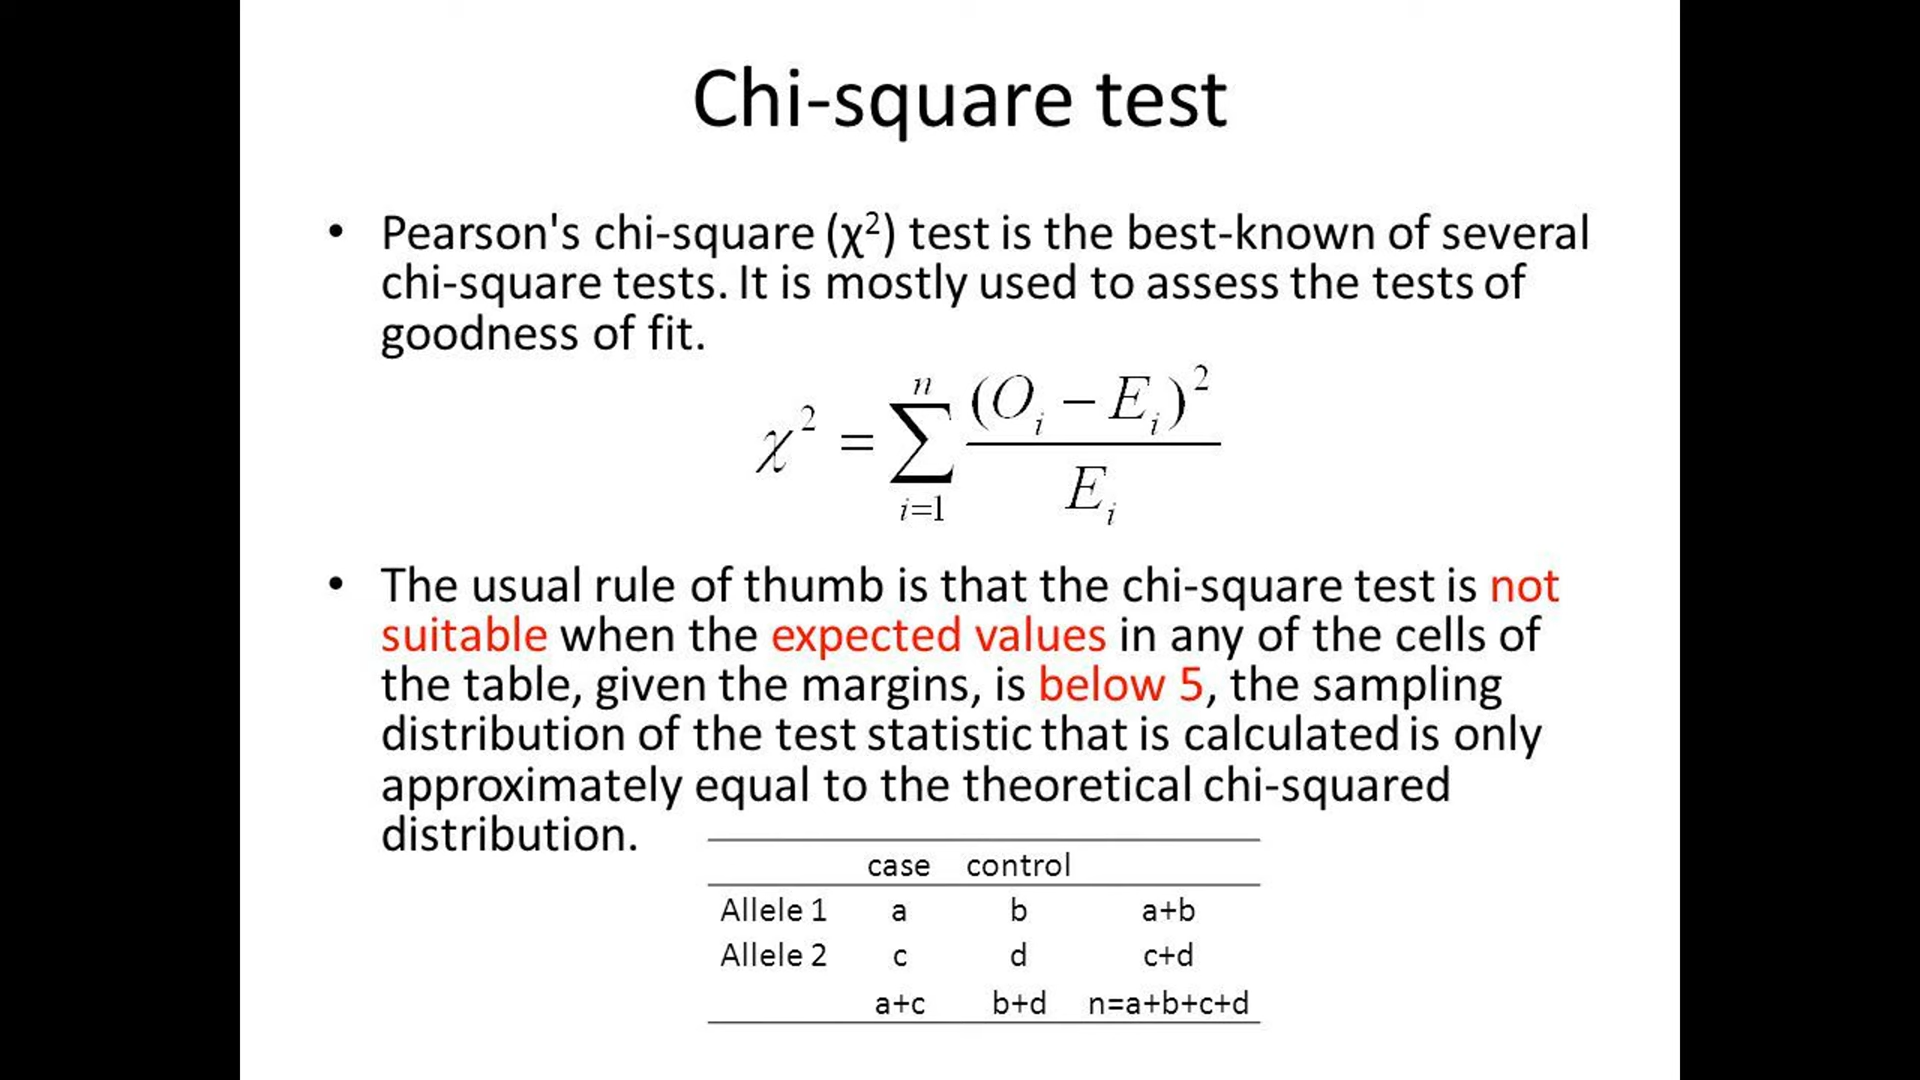 Chi-square test
• Pearson's chi-square (χ²) test is the best-known of several
chi-square tests. It is mostly used to assess the tests of
goodness of fit.
χ² = ∑ᵢ₌₁ⁿ (Oᵢ − Eᵢ)² / Eᵢ
• The usual rule of thumb is that the chi-square test is not
suitable when the expected values in any of the cells of
the table, given the margins, is below 5, the sampling
distribution of the test statistic that is calculated is only
approximately equal to the theoretical chi-squared
distribution.
case control
Allele 1 a b a+b
Allele 2 c d c+d
a+c b+d n=a+b+c+d